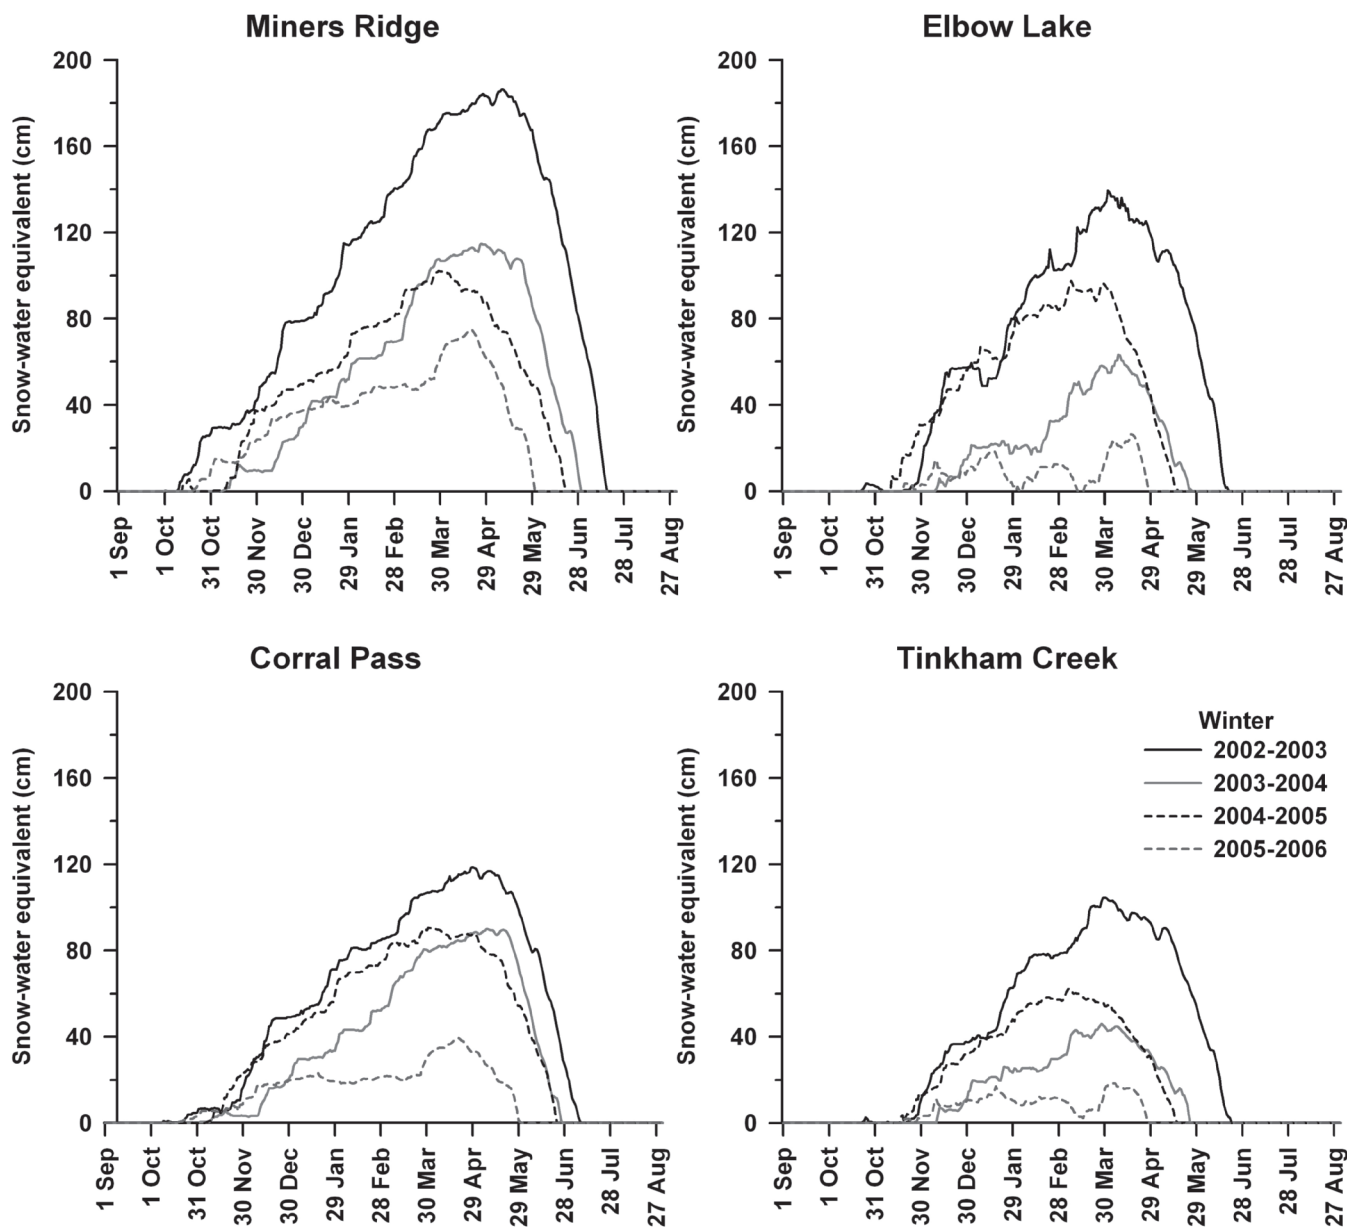 Miners Ridge
Snow-water equivalent (cm)
200
160
120
80
40
0
1 Sep
1 Oct
31 Oct
30 Nov
30 Dec
29 Jan
28 Feb
30 Mar
29 Apr
29 May
28 Jun
28 Jul
27 Aug
Elbow Lake
Snow-water equivalent (cm)
200
160
120
80
40
0
1 Sep
1 Oct
31 Oct
30 Nov
30 Dec
29 Jan
28 Feb
30 Mar
29 Apr
29 May
28 Jun
28 Jul
27 Aug
Corral Pass
Snow-water equivalent (cm)
200
160
120
80
40
0
1 Sep
1 Oct
31 Oct
30 Nov
30 Dec
29 Jan
28 Feb
30 Mar
29 Apr
29 May
28 Jun
28 Jul
27 Aug
Tinkham Creek
Snow-water equivalent (cm)
200
160
120
80
40
0
1 Sep
1 Oct
31 Oct
30 Nov
30 Dec
29 Jan
28 Feb
30 Mar
29 Apr
29 May
28 Jun
28 Jul
27 Aug
Winter
2002-2003
2003-2004
2004-2005
2005-2006